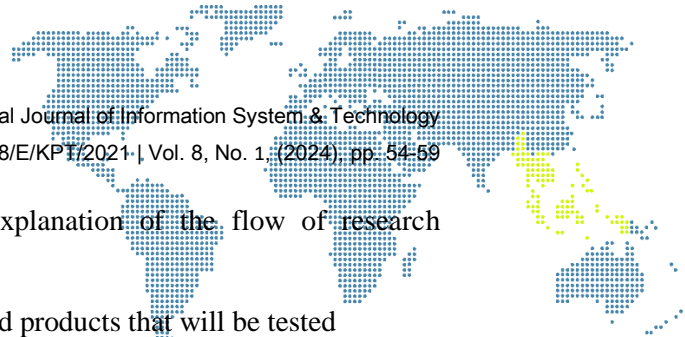 al Journal of Information System & Technology
8/E/KPT/2021 | Vol. 8, No. 1, (2024), pp. 54-59
xplanation of the flow of research
d products that will be tested